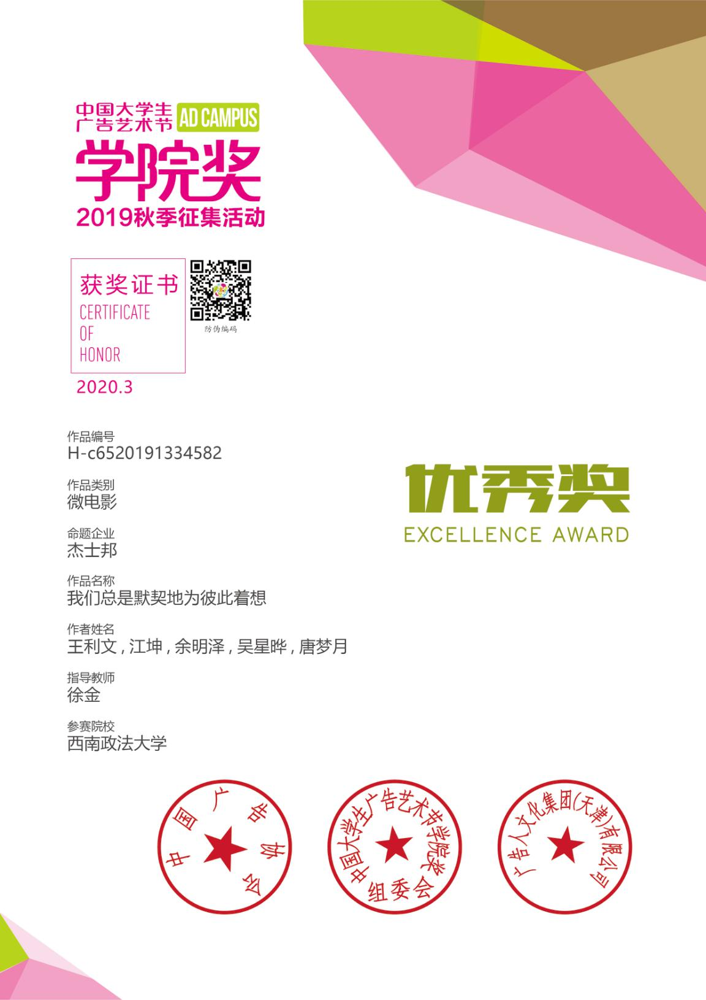 中国大学生
广告艺术节
AD CAMPUS
学院奖
2019秋季征集活动
获奖证书
CERTIFICATE
OF
HONOR
防伪编码
2020.3
作品编号
H-c6520191334582
作品类别
微电影
命题企业
杰士邦
作品名称
我们总是默契地为彼此着想
作者姓名
王利文 , 江坤 , 余明泽 , 吴星晔 , 唐梦月
指导教师
徐金
参赛院校
西南政法大学
优秀奖
EXCELLENCE AWARD
中国广告协会
中国大学生广告艺术节学院奖
组委会
广告人文化集团(天津)有限公司